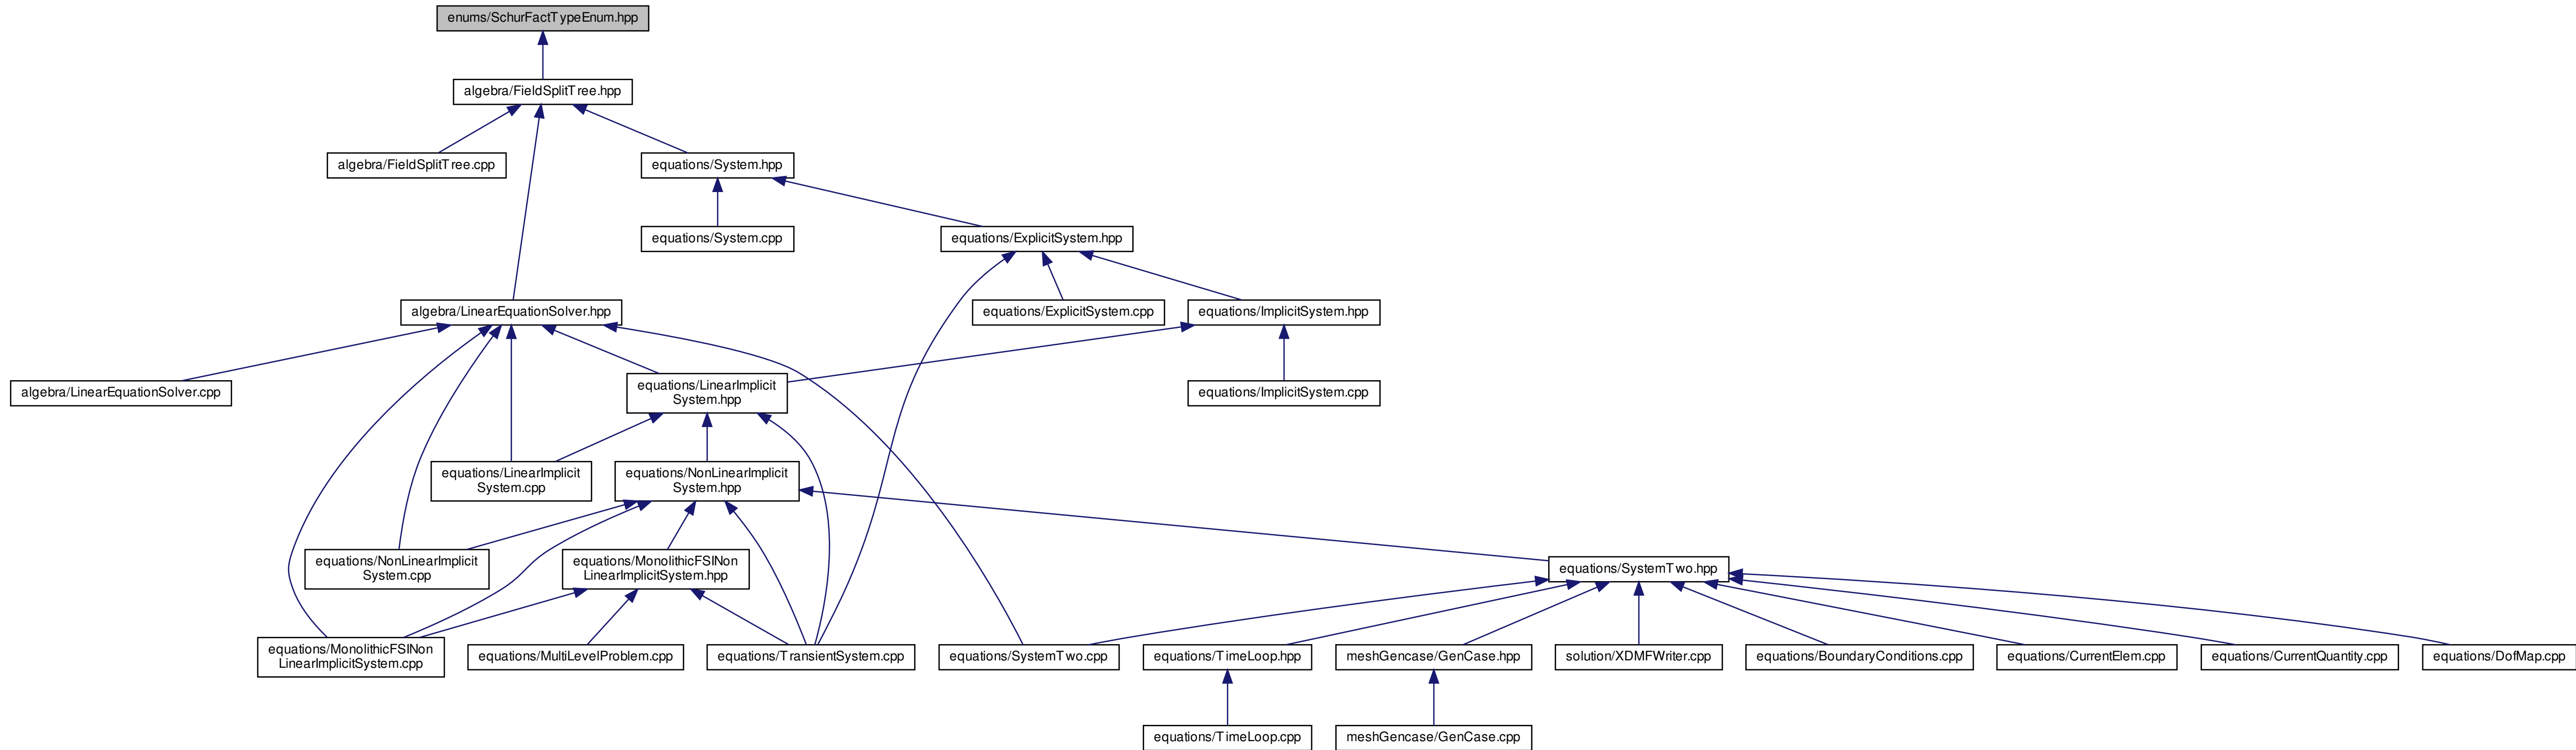 enums/SchurFactTypeEnum.hpp
algebra/FieldSplitTree.hpp
algebra/FieldSplitTree.cpp
equations/System.hpp
equations/System.cpp
equations/ExplicitSystem.hpp
algebra/LinearEquationSolver.hpp
equations/ExplicitSystem.cpp
equations/ImplicitSystem.hpp
algebra/LinearEquationSolver.cpp
equations/LinearImplicit
System.hpp
equations/ImplicitSystem.cpp
equations/LinearImplicit
System.cpp
equations/NonLinearImplicit
System.hpp
equations/NonLinearImplicit
System.cpp
equations/MonolithicFSINon
LinearImplicitSystem.hpp
equations/SystemTwo.hpp
equations/MonolithicFSINon
LinearImplicitSystem.cpp
equations/MultiLevelProblem.cpp
equations/TransientSystem.cpp
equations/SystemTwo.cpp
equations/TimeLoop.hpp
meshGencase/GenCase.hpp
solution/XDMFWriter.cpp
equations/BoundaryConditions.cpp
equations/CurrentElem.cpp
equations/CurrentQuantity.cpp
equations/DofMap.cpp
equations/TimeLoop.cpp
meshGencase/GenCase.cpp